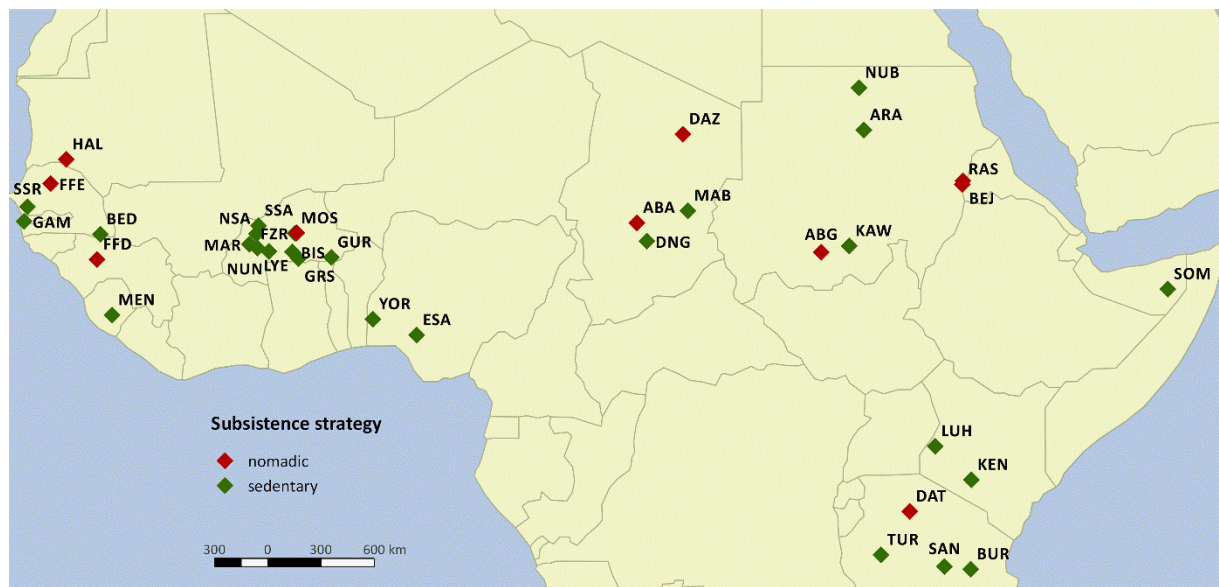 NUB
ARA
DAZ
HAL
RAS
FFE
BEJ
SSR
MAB
SSA
ABA
NSA
MOS
GAM
BED
FZR
KAW
ABG
DNG
MAR
GUR
FFD
BIS
NUN
LYE
GRS
SOM
MEN
YOR
ESA
Subsistence strategy
LUH
nomadic
KEN
sedentary
DAT
TUR
SAN
BUR
300 0 300 600 km